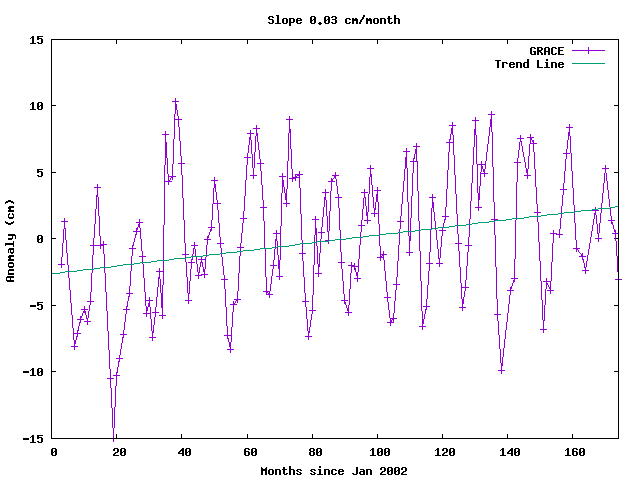 Slope 0.03 cm/month
GRACE
Trend Line
15
10
5
0
-5
-10
-15
Anomaly (cm)
0 20 40 60 80 100 120 140 160
Months since Jan 2002